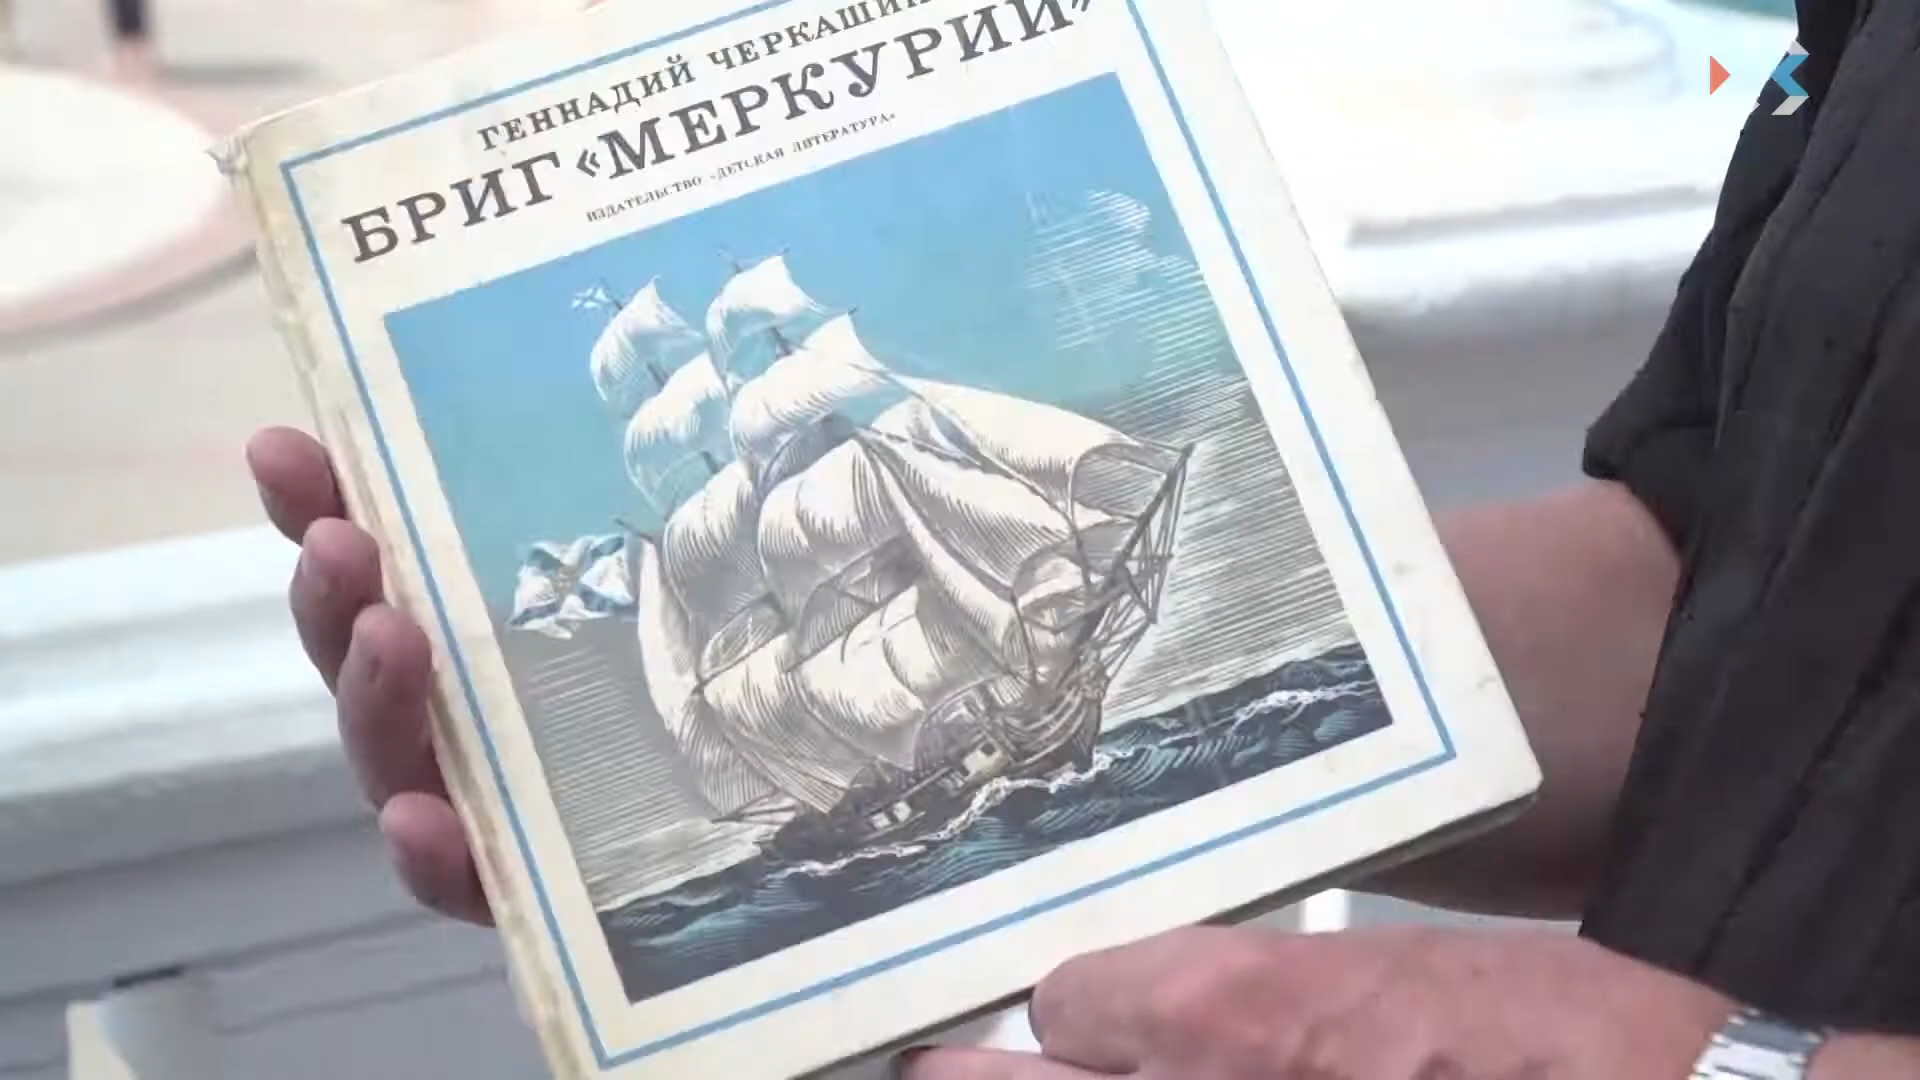 ГЕННАДИЙ ЧЕРКАШИН
БРИГ «МЕРКУРИЙ»
ИЗДАТЕЛЬСТВО «ДЕТСКАЯ ЛИТЕРАТУРА»